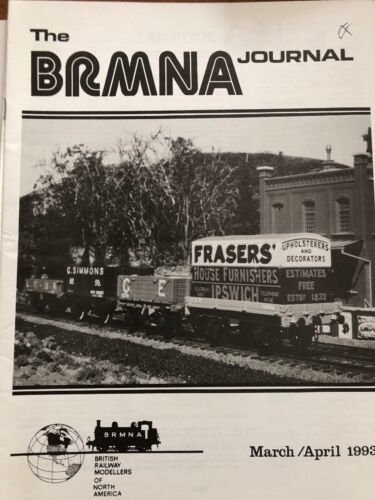 The
BRMNA
JOURNAL
C.SIMMONS
G E
FRASERS'
HOUSE FURNISHERS
IPSWICH
UPHOLSTERERS
AND
DECORATORS
ESTIMATES
FREE
ESTBD 1833
BRMNA
BRITISH
RAILWAY
MODELLERS
OF
NORTH
AMERICA
March/April 1993